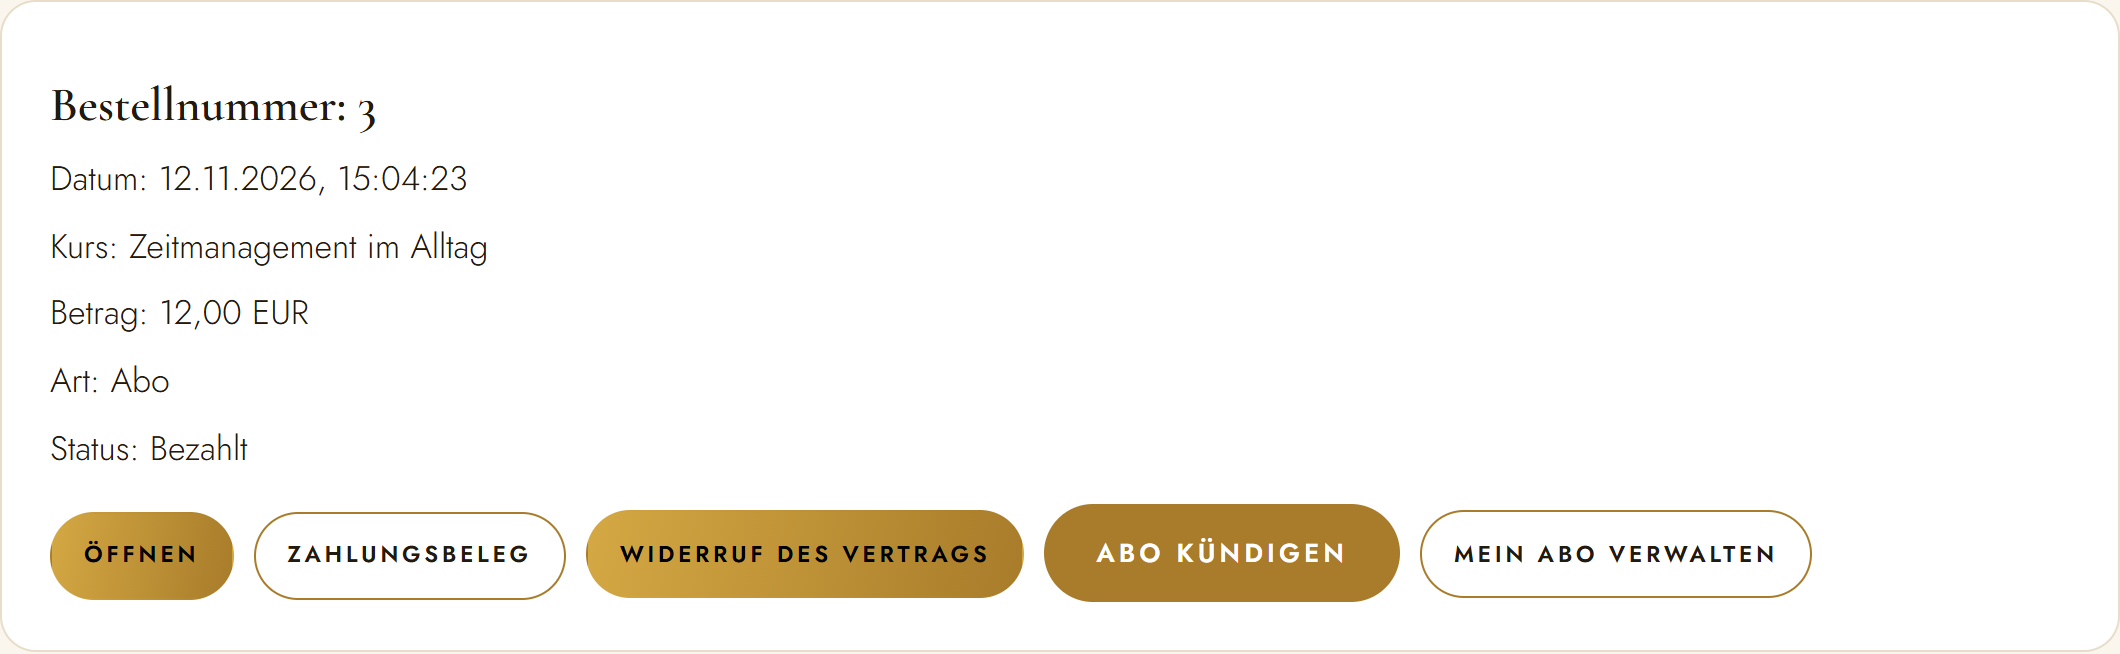 Bestellnummer: 3
Datum: 12.11.2026, 15:04:23
Kurs: Zeitmanagement im Alltag
Betrag: 12,00 EUR
Art: Abo
Status: Bezahlt
ÖFFNEN ZAHLUNGSBELEG WIDERRUF DES VERTRAGS ABO KÜNDIGEN MEIN ABO VERWALTEN